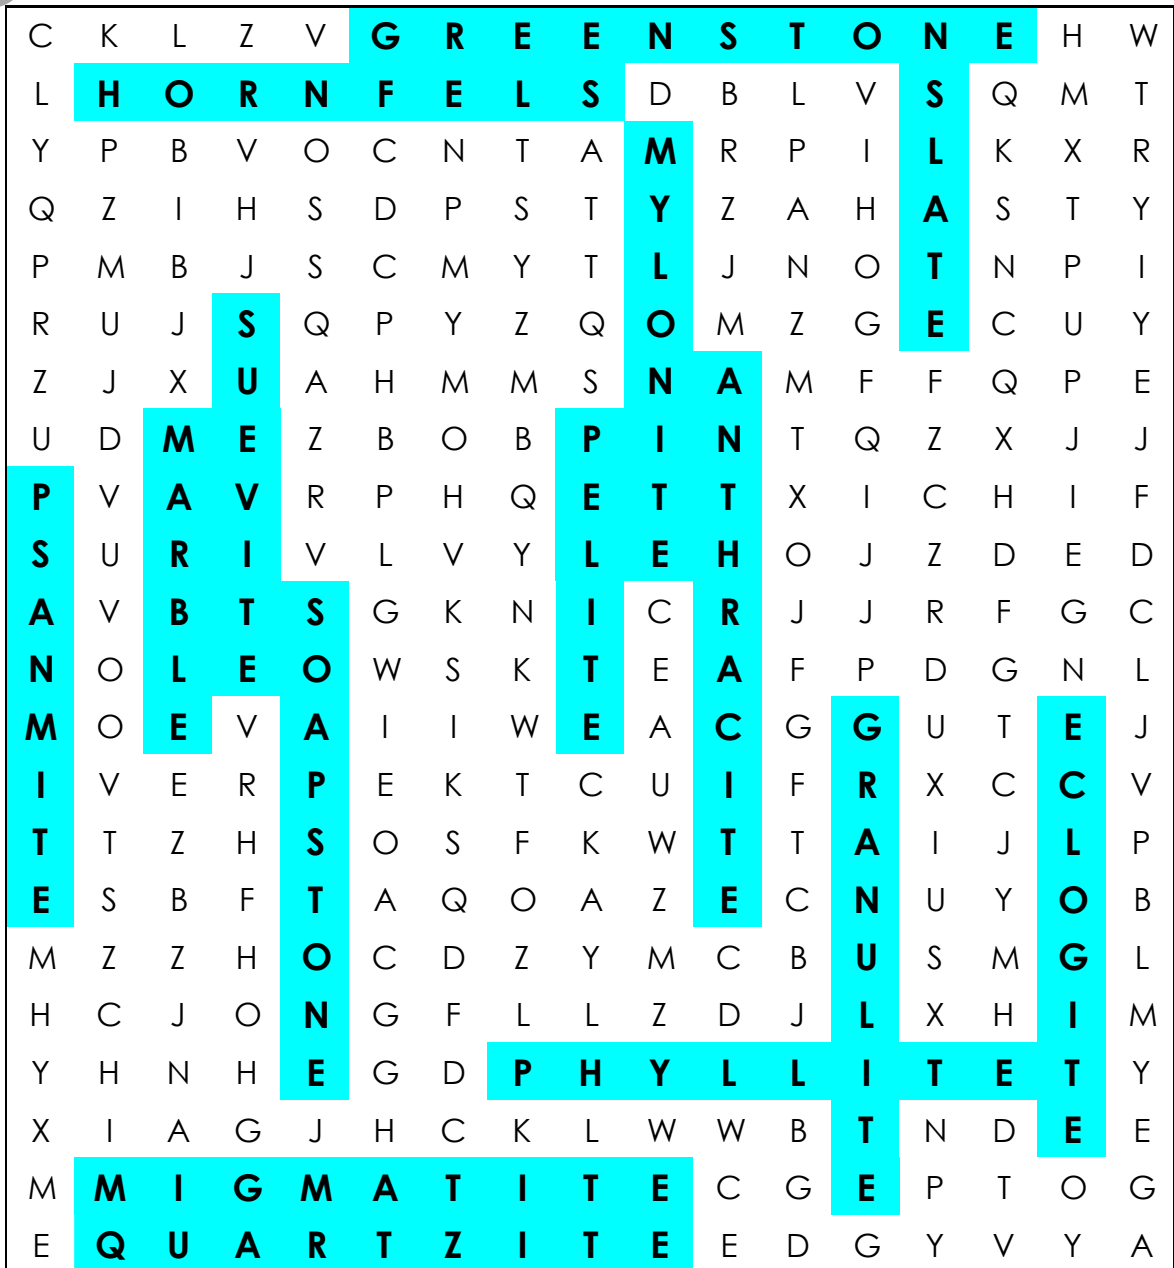 C K L Z V G R E E N S T O N E H W
L H O R N F E L S D B L V S Q M T
Y P B V O C N T A M R P I L K X R
Q Z I H S D P S T Y Z A H A S T Y
P M B J S C M Y T L J N O T N P I
R U J S Q P Y Z Q O M Z G E C U Y
Z J X U A H M M S N A M F F Q P E
U D M E Z B O B P I N T Q Z X J J
P V A V R P H Q E T T X I C H I F
S U R I V L V Y L E H O J Z D E D
A V B T S G K N I C R J J R F G C
N O L E O W S K T E A F P D G N L
M O E V A I I W E A C G G U T E J
I V E R P E K T C U I F R X C C V
T T Z H S O S F K W T T A I J L P
E S B F T A Q O A Z E C N U Y O B
M Z Z H O C D Z Y M C B U S M G L
H C J O N G F L L Z D J L X H I M
Y H N H E G D P H Y L L I T E T Y
X I A G J H C K L W W B T N D E E
M M I G M A T I T E C G E P T O G
E Q U A R T Z I T E E D G Y V Y A